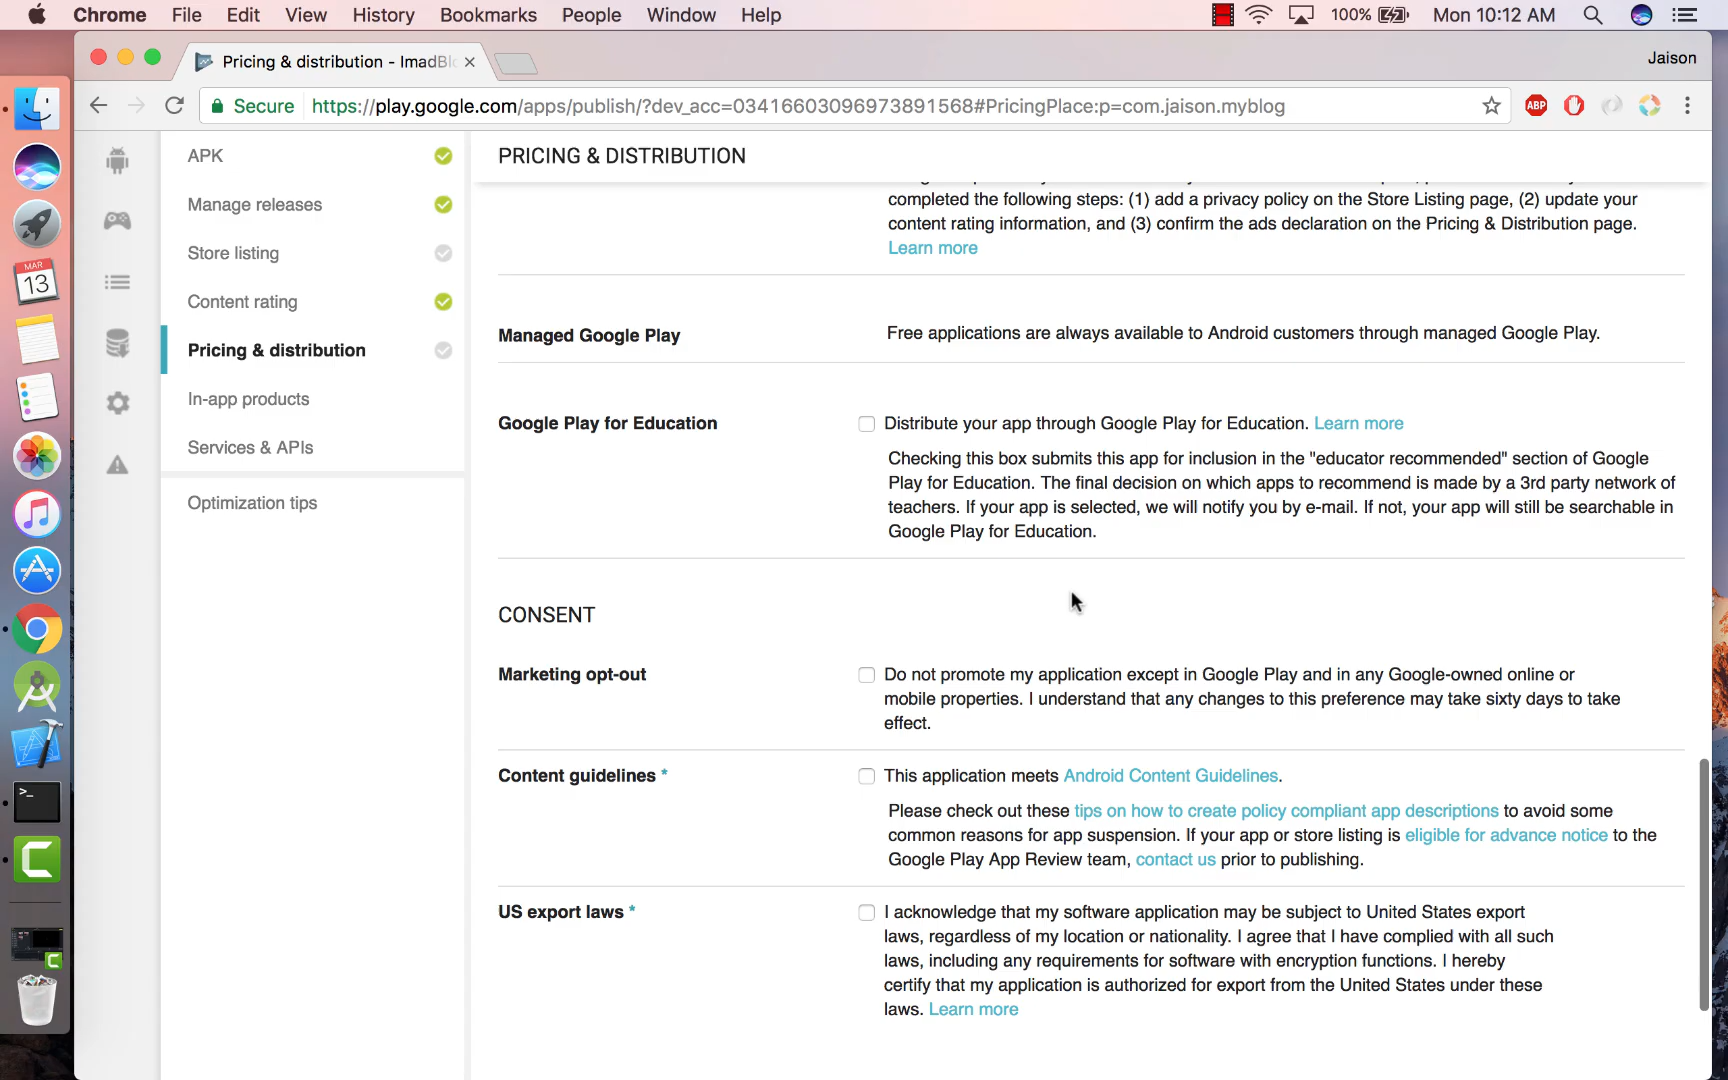 Chrome File Edit View History Bookmarks People Window Help 100% Mon 10:12 AM
Pricing & distribution - ImadBl
Jaison
Secure https://play.google.com/apps/publish/?dev_acc=03416603096973891568#PricingPlace:p=com.jaison.myblog
ABP
MAR
13
APK
Manage releases
Store listing
Content rating
Pricing & distribution
In-app products
Services & APIs
Optimization tips
PRICING & DISTRIBUTION
completed the following steps: (1) add a privacy policy on the Store Listing page, (2) update your
content rating information, and (3) confirm the ads declaration on the Pricing & Distribution page.
Learn more
Managed Google Play
Free applications are always available to Android customers through managed Google Play.
Google Play for Education
Distribute your app through Google Play for Education. Learn more
Checking this box submits this app for inclusion in the "educator recommended" section of Google
Play for Education. The final decision on which apps to recommend is made by a 3rd party network of
teachers. If your app is selected, we will notify you by e-mail. If not, your app will still be searchable in
Google Play for Education.
CONSENT
Marketing opt-out
Do not promote my application except in Google Play and in any Google-owned online or
mobile properties. I understand that any changes to this preference may take sixty days to take
effect.
Content guidelines *
This application meets Android Content Guidelines.
Please check out these tips on how to create policy compliant app descriptions to avoid some
common reasons for app suspension. If your app or store listing is eligible for advance notice to the
Google Play App Review team, contact us prior to publishing.
US export laws *
I acknowledge that my software application may be subject to United States export
laws, regardless of my location or nationality. I agree that I have complied with all such
laws, including any requirements for software with encryption functions. I hereby
certify that my application is authorized for export from the United States under these
laws. Learn more